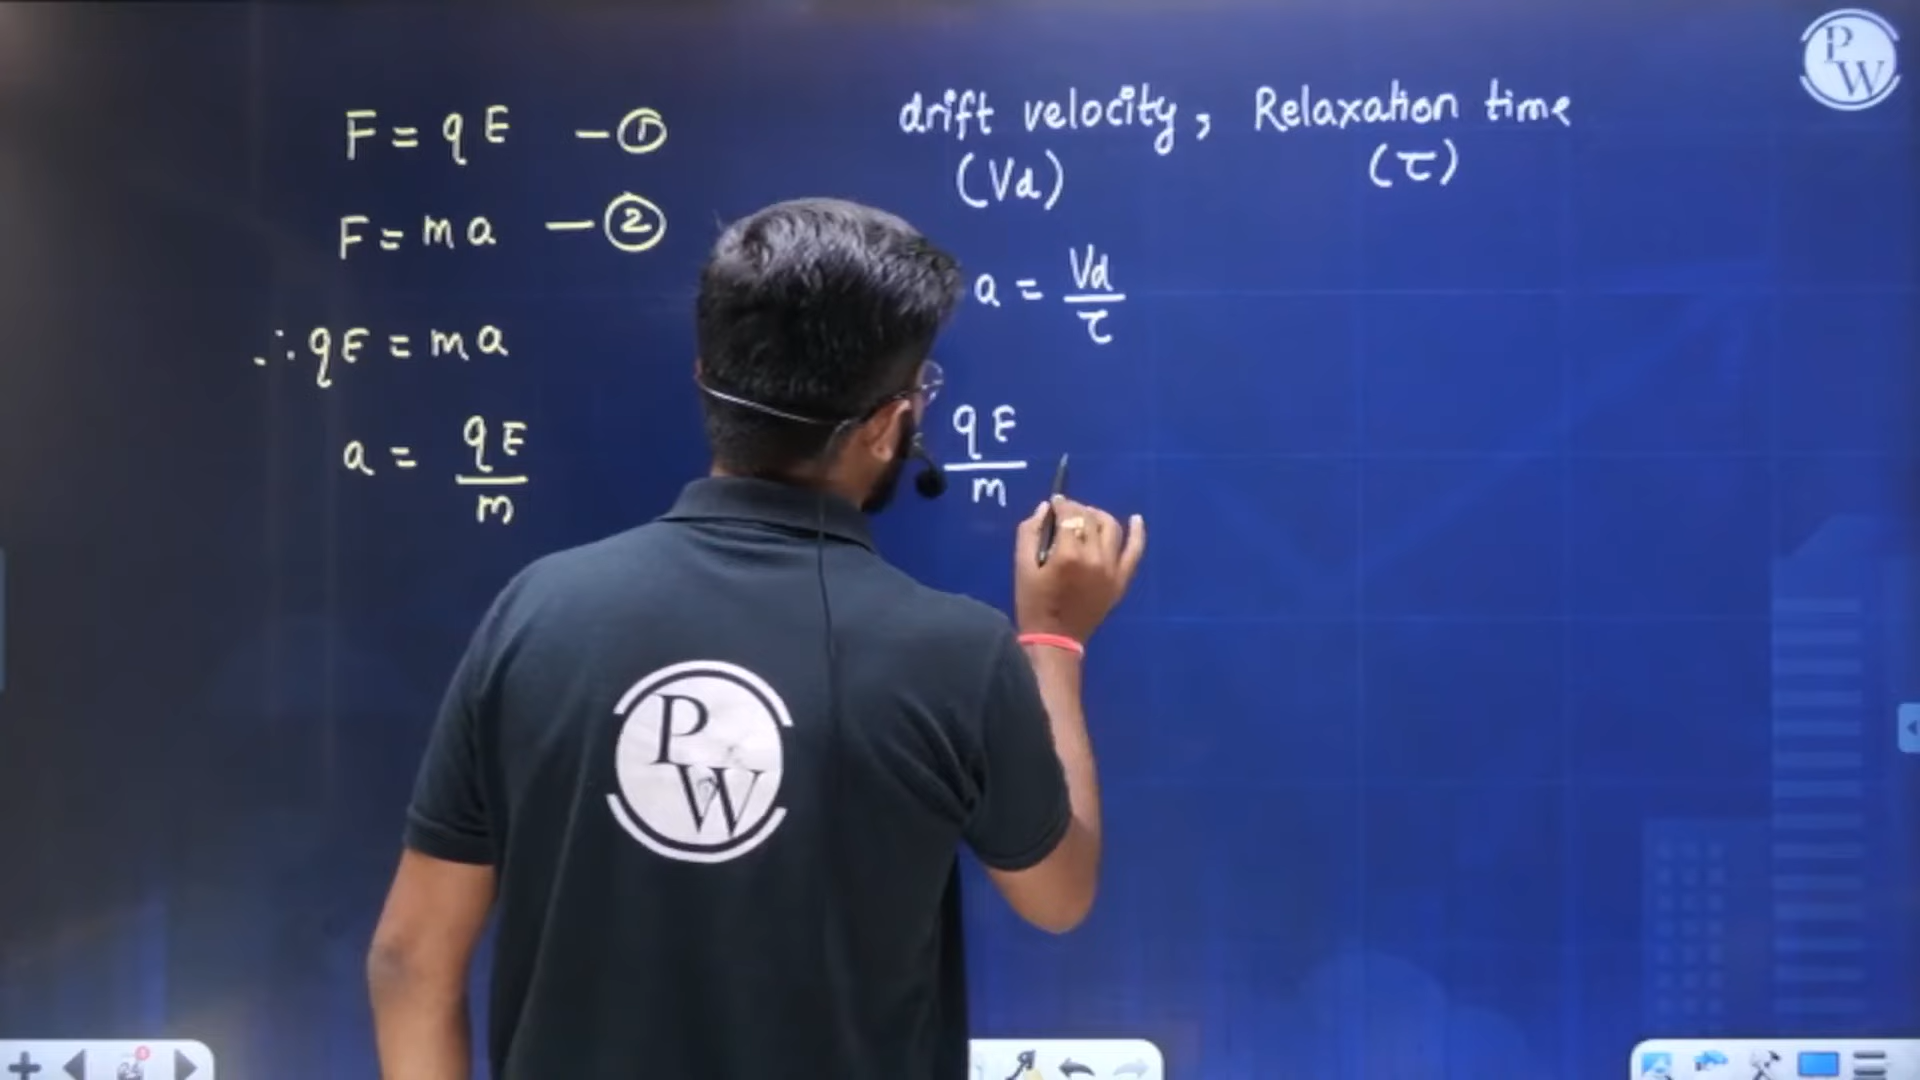 F = qE — ①
F = ma — ②
∴ qE = ma
a = qE/m
drift velocity, Relaxation time
(Vd) (τ)
a = Vd/τ
qE/m
PW
PW